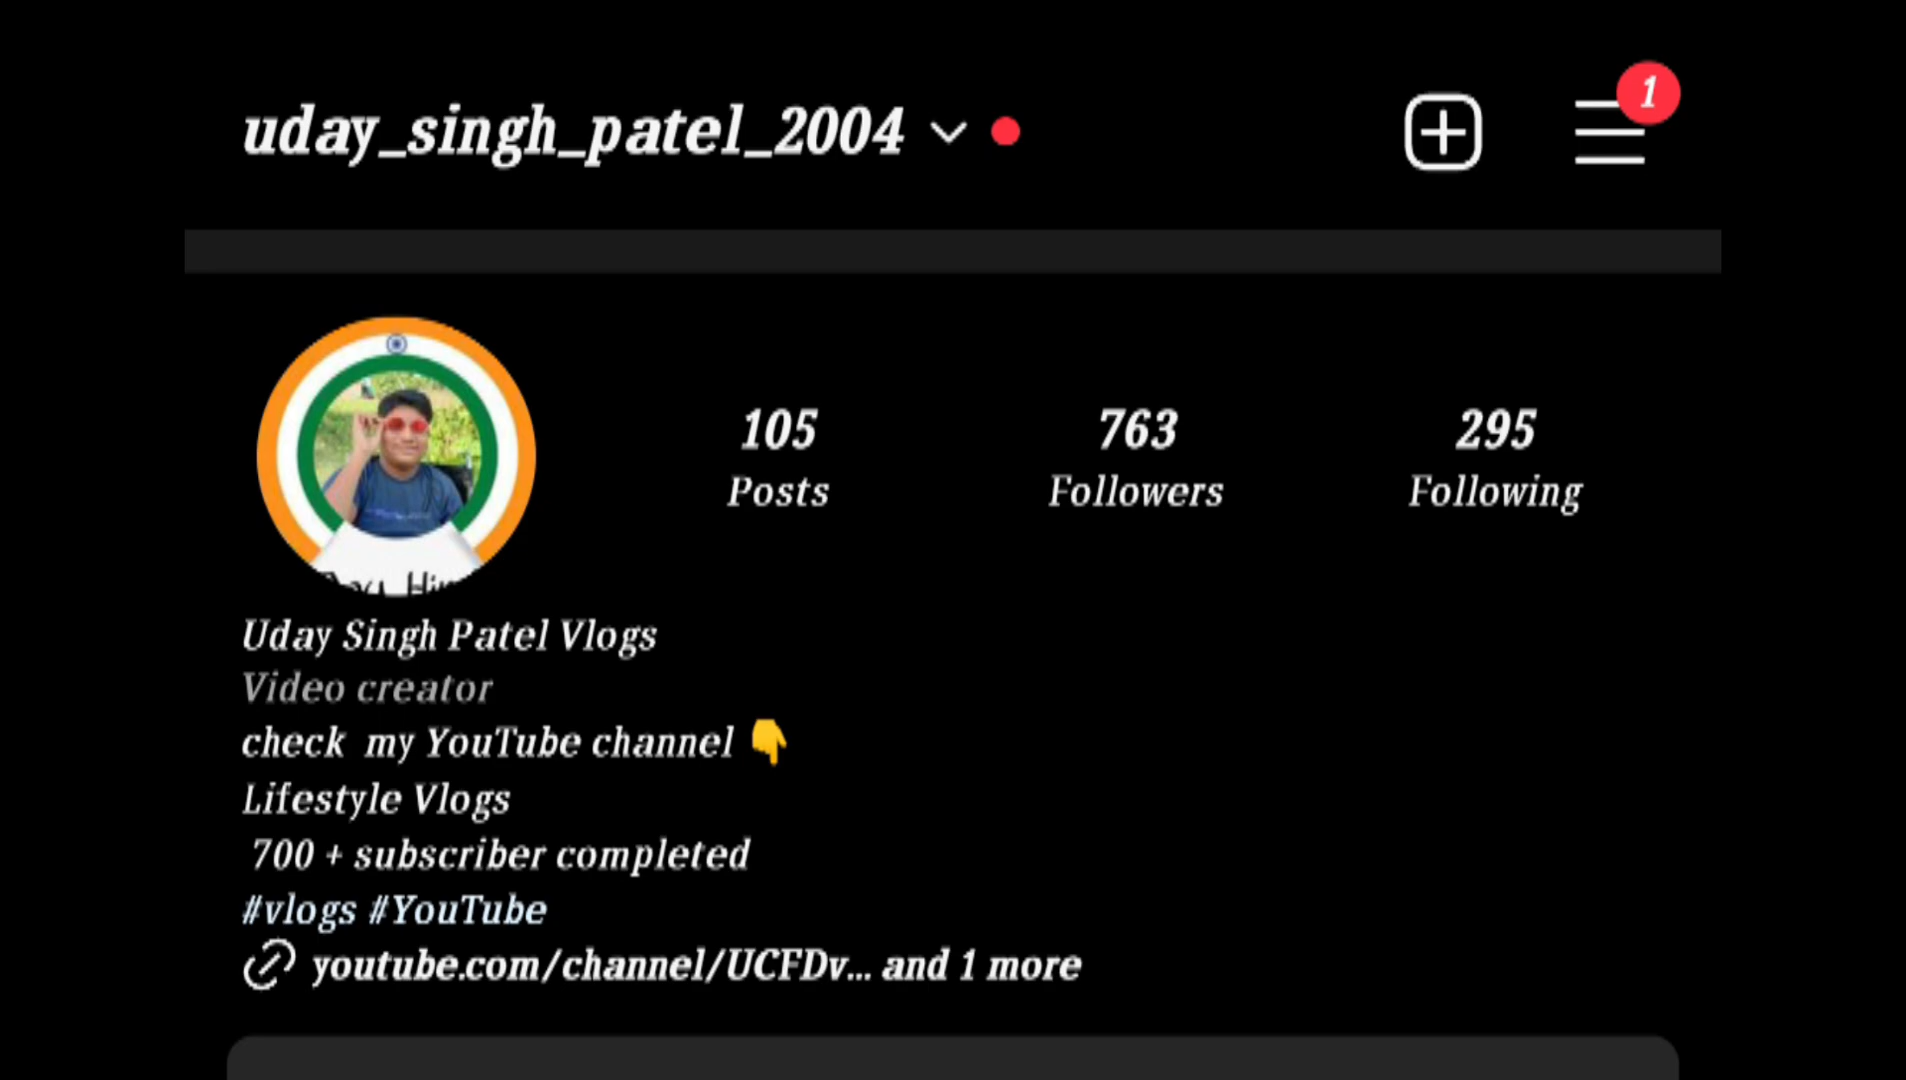 uday_singh_patel_2004
1
105
Posts
763
Followers
295
Following
Uday Singh Patel Vlogs
Video creator
check  my YouTube channel 👇
Lifestyle Vlogs
700 + subscriber completed
#vlogs #YouTube
youtube.com/channel/UCFDv... and 1 more